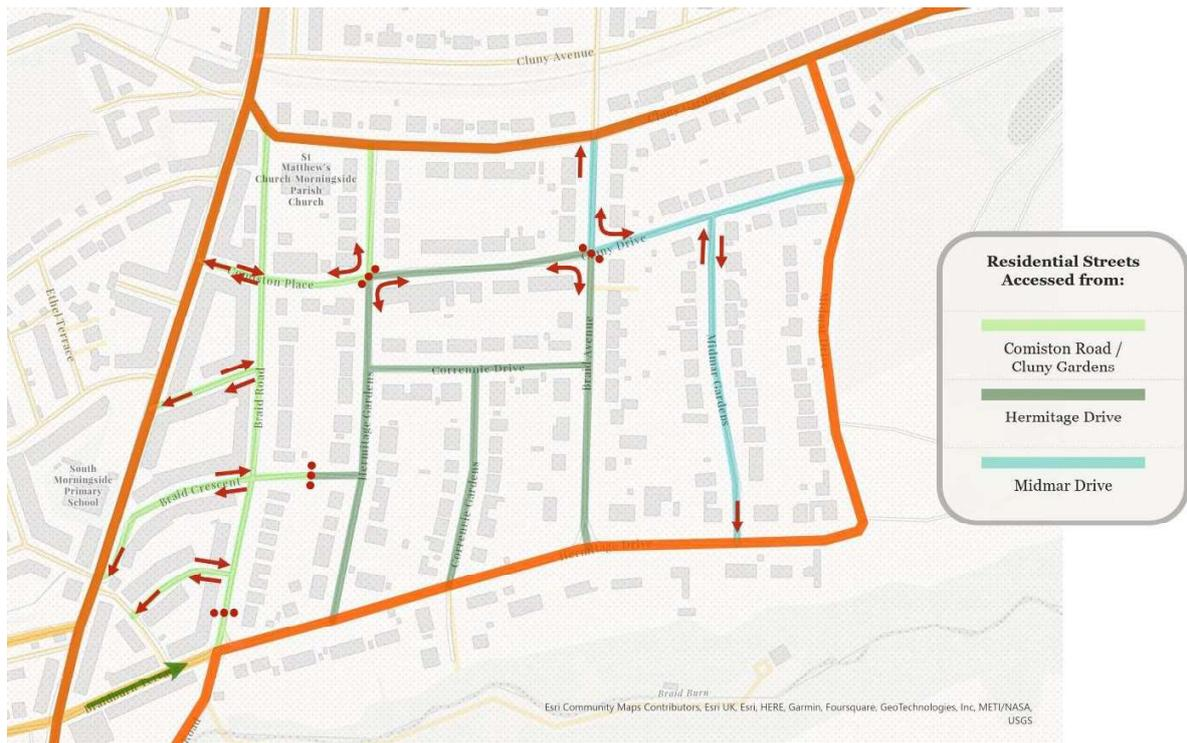 Cluny Avenue
St
Matthew's
Church Morningside
Parish
Church
Cluny Drive
Comiston Place
Ethel Terrace
Braid Road
Corrennie Drive
Hermitage Gardens
Braid Avenue
Midmar Gardens
South
Morningside
Primary
School
Braid Crescent
Corrennie Gardens
Hermitage Drive
Braid Burn
Road
Esri Community Maps Contributors, Esri UK, Esri, HERE, Garmin, Foursquare, GeoTechnologies, Inc, METI/NASA,
USGS
Residential Streets
Accessed from:
Comiston Road /
Cluny Gardens
Hermitage Drive
Midmar Drive